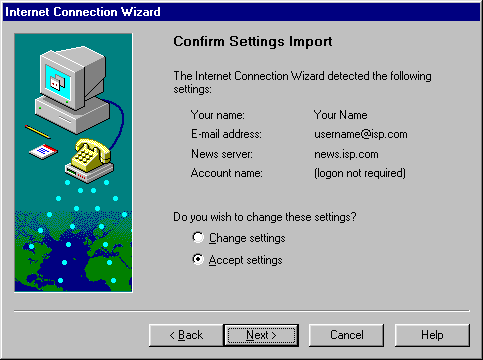 Internet Connection Wizard
Confirm Settings Import
The Internet Connection Wizard detected the following
settings:
Your name: Your Name
E-mail address: username@isp.com
News server: news.isp.com
Account name: (logon not required)
Do you wish to change these settings?
Change settings
Accept settings
< Back Next > Cancel Help